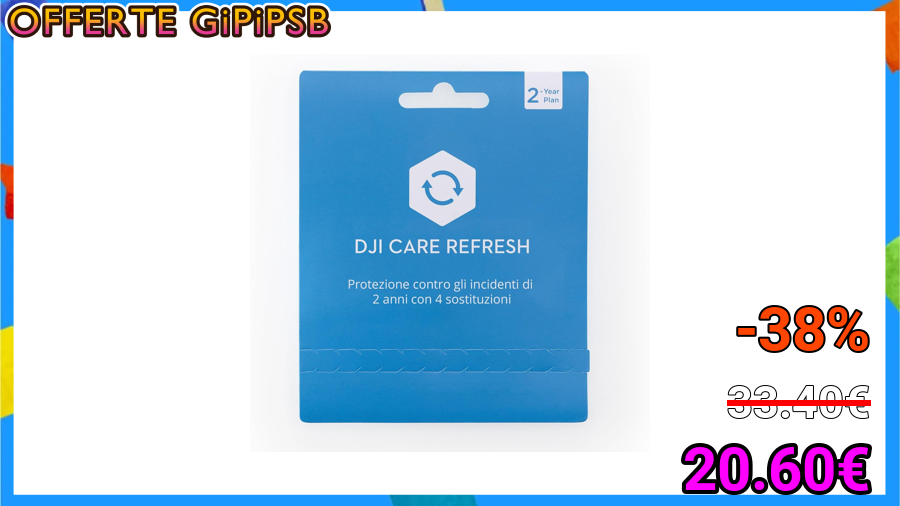 OFFERTE GiPiPSB
2-Year
Plan
DJI CARE REFRESH
Protezione contro gli incidenti di
2 anni con 4 sostituzioni
-38%
33.40€
20.60€